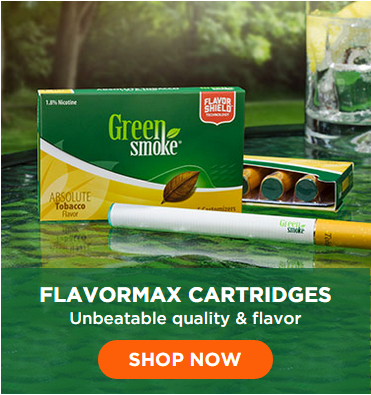 1.8% Nicotine
FLAVOR
SHIELD
TECHNOLOGY
Green
smoke®
ABSOLUTE
Tobacco
Flavor
Green
smoke
FLAVORMAX CARTRIDGES
Unbeatable quality & flavor
SHOP NOW